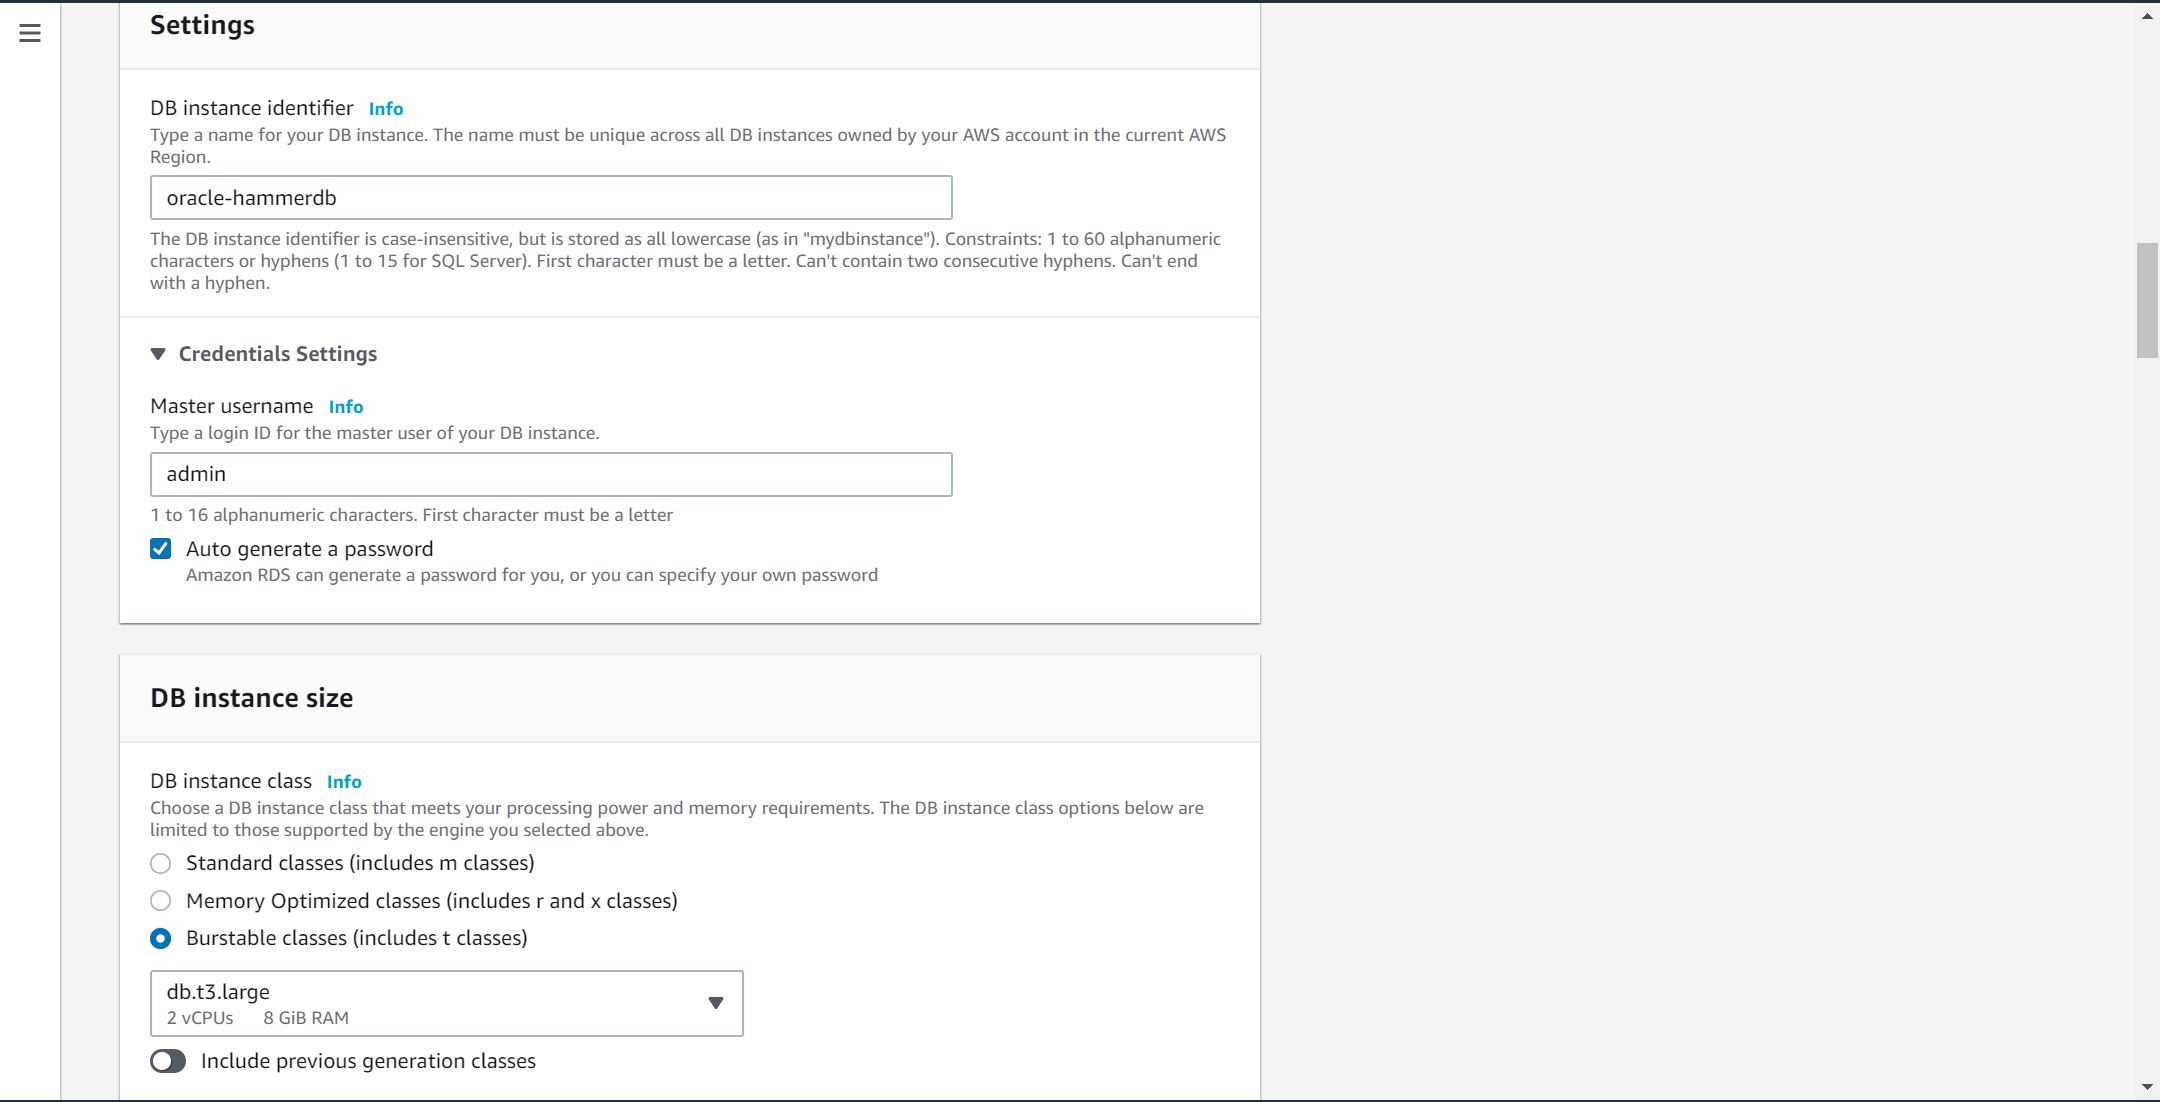 Settings
DB instance identifier Info
Type a name for your DB instance. The name must be unique across all DB instances owned by your AWS account in the current AWS
Region.
oracle-hammerdb
The DB instance identifier is case-insensitive, but is stored as all lowercase (as in "mydbinstance"). Constraints: 1 to 60 alphanumeric
characters or hyphens (1 to 15 for SQL Server). First character must be a letter. Can't contain two consecutive hyphens. Can't end
with a hyphen.
Credentials Settings
Master username Info
Type a login ID for the master user of your DB instance.
admin
1 to 16 alphanumeric characters. First character must be a letter
Auto generate a password
Amazon RDS can generate a password for you, or you can specify your own password
DB instance size
DB instance class Info
Choose a DB instance class that meets your processing power and memory requirements. The DB instance class options below are
limited to those supported by the engine you selected above.
Standard classes (includes m classes)
Memory Optimized classes (includes r and x classes)
Burstable classes (includes t classes)
db.t3.large
2 vCPUs 8 GiB RAM
Include previous generation classes